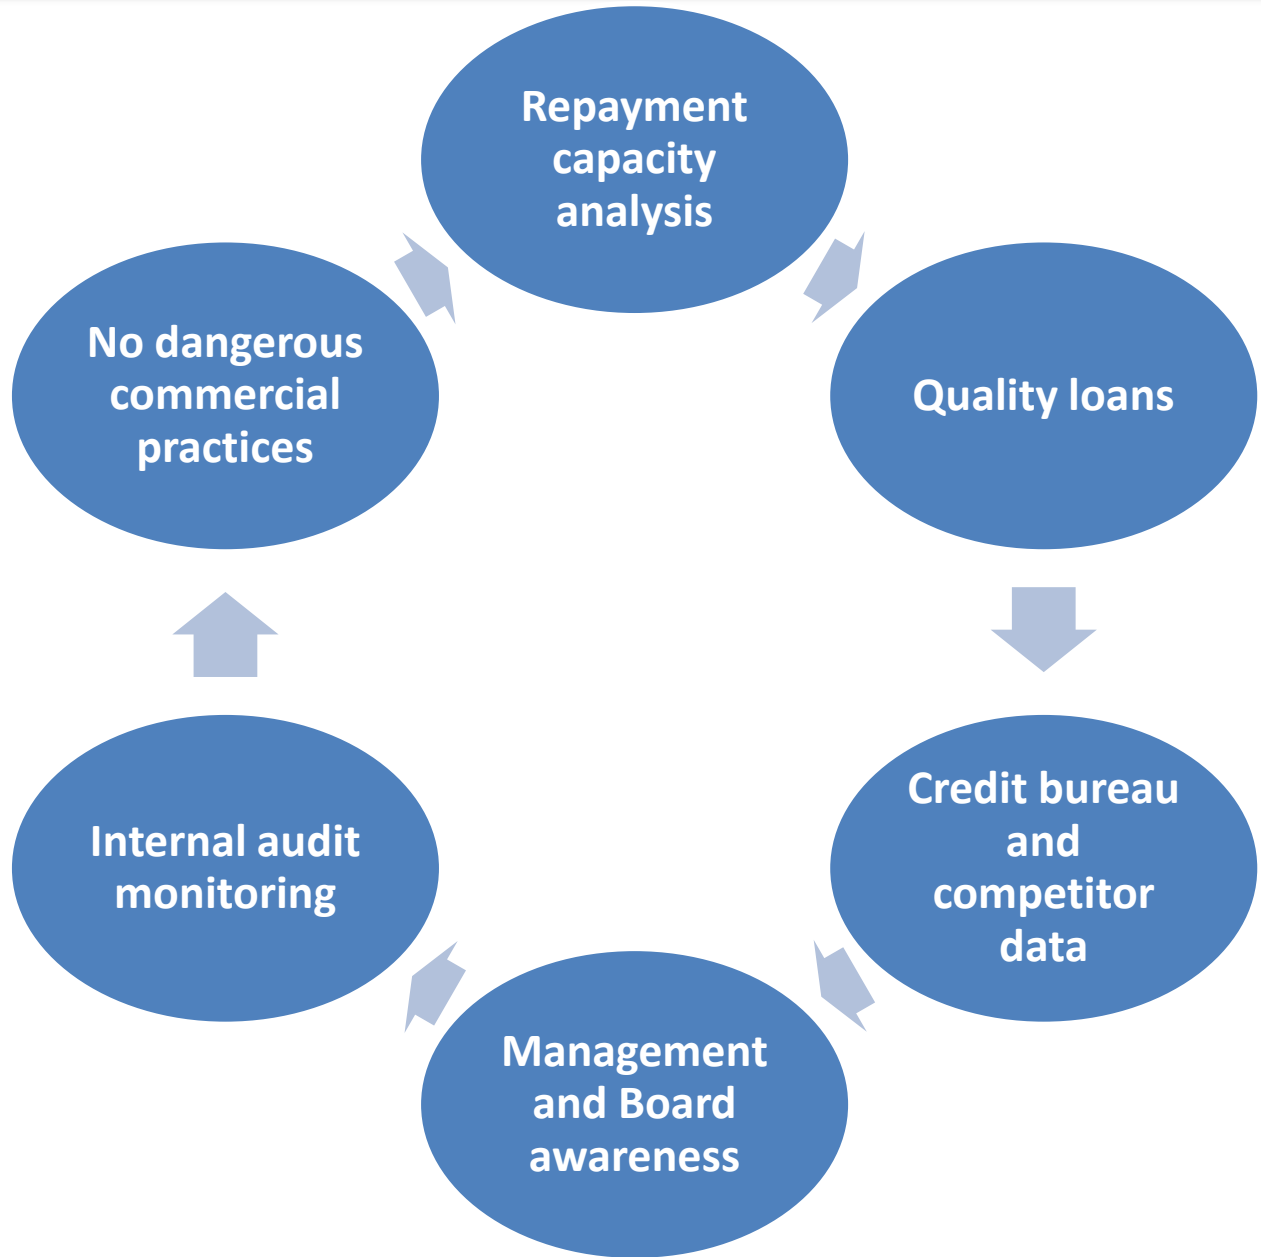 Repayment
capacity
analysis
Quality loans
Credit bureau
and
competitor
data
Management
and Board
awareness
Internal audit
monitoring
No dangerous
commercial
practices